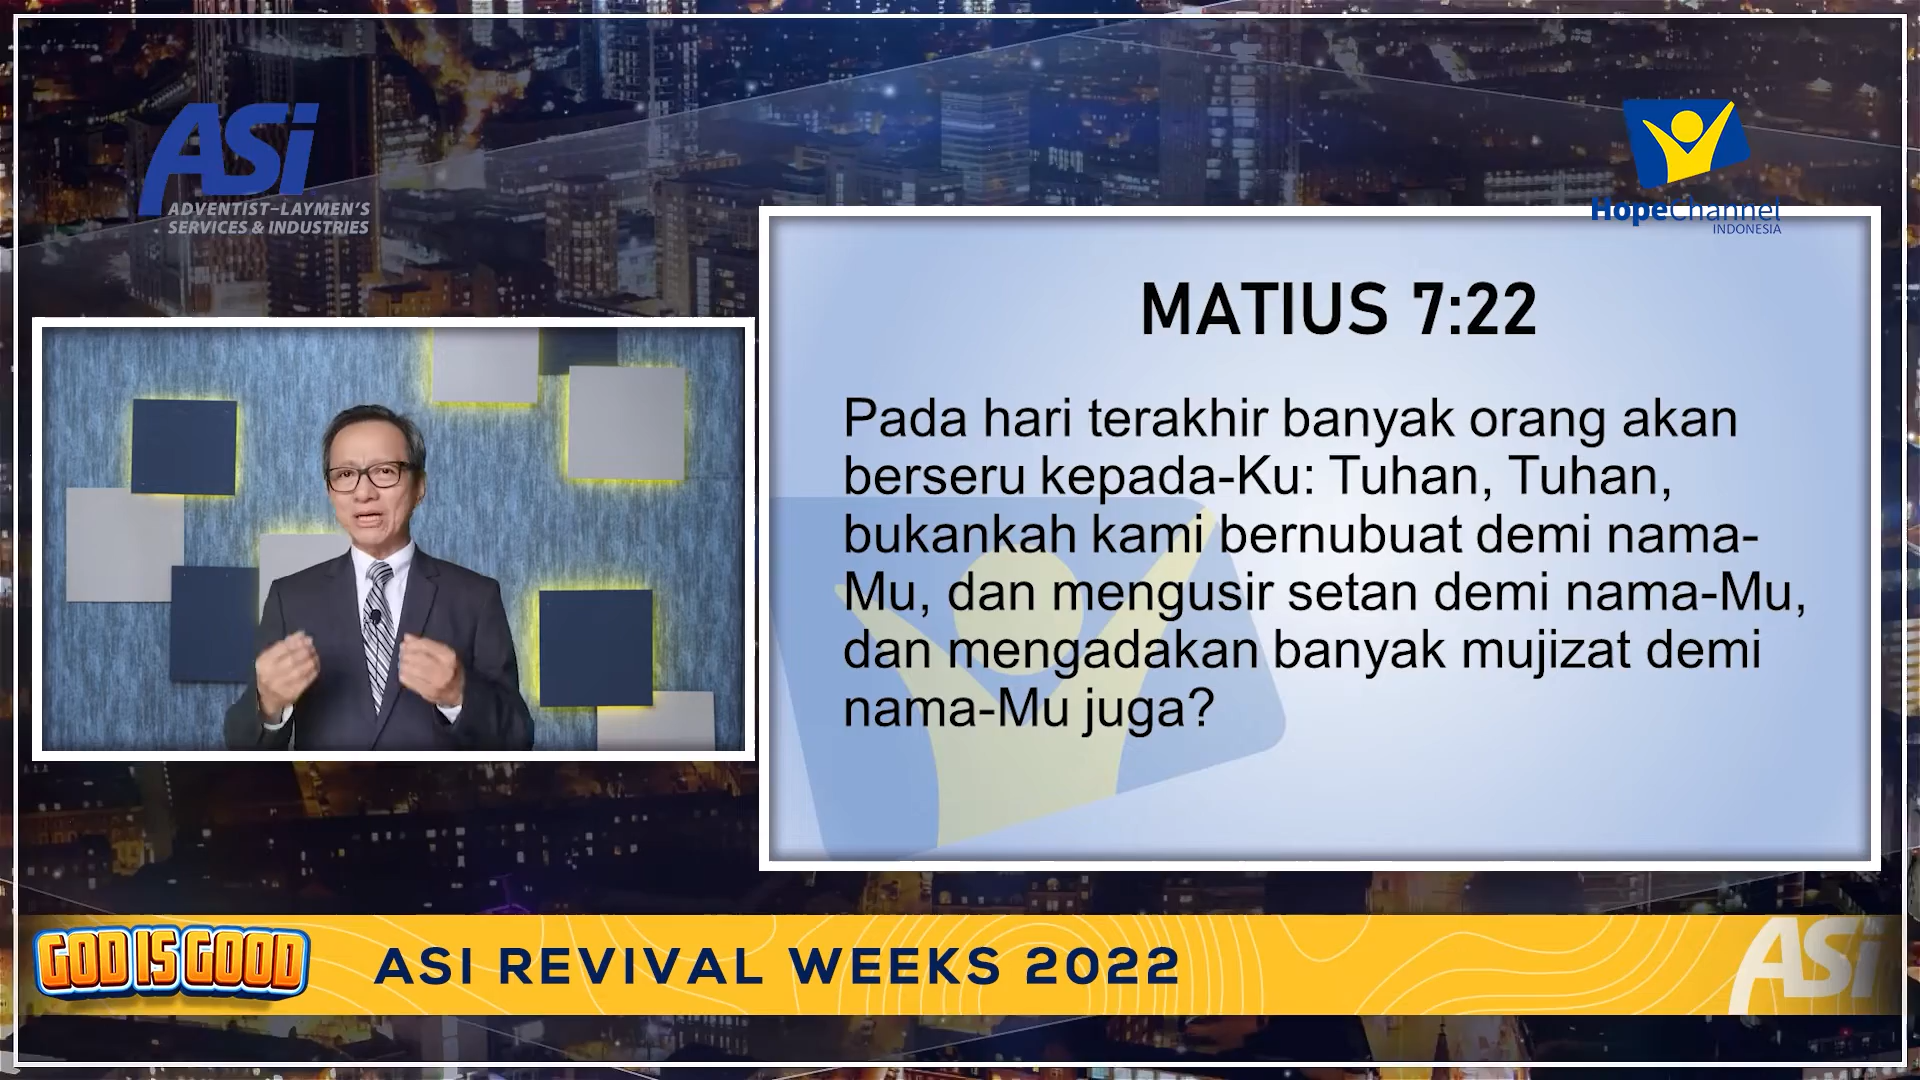 ASi
ADVENTIST-LAYMEN'S
SERVICES & INDUSTRIES
HopeChannel
INDONESIA
MATIUS 7:22
Pada hari terakhir banyak orang akan
berseru kepada-Ku: Tuhan, Tuhan,
bukankah kami bernubuat demi nama-
Mu, dan mengusir setan demi nama-Mu,
dan mengadakan banyak mujizat demi
nama-Mu juga?
GOD IS GOOD
ASI REVIVAL WEEKS 2022
ASi